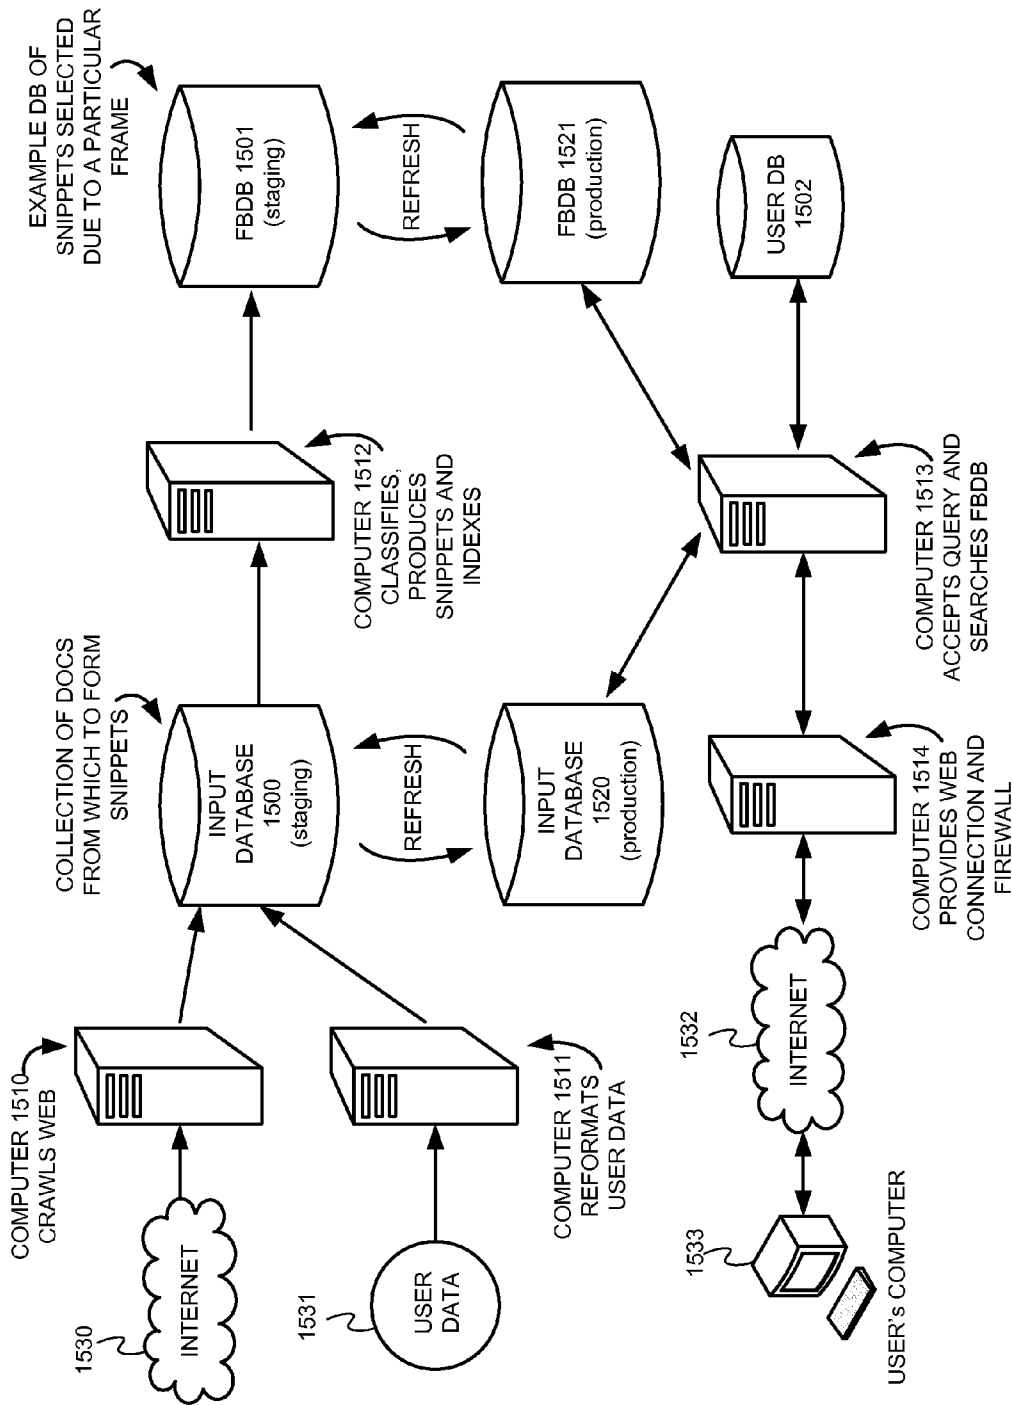 COMPUTER 1510
CRAWLS WEB
1530
INTERNET
COLLECTION OF DOCS
FROM WHICH TO FORM
SNIPPETS
INPUT
DATABASE
1500
(staging)
COMPUTER 1512
CLASSIFIES,
PRODUCES
SNIPPETS AND
INDEXES
EXAMPLE DB OF
SNIPPETS SELECTED
DUE TO A PARTICULAR
FRAME
FBDB 1501
(staging)
1531
USER
DATA
COMPUTER 1511
REFORMATS
USER DATA
REFRESH
INPUT
DATABASE
1520
(production)
REFRESH
FBDB 1521
(production)
1533
USER's COMPUTER
1532
INTERNET
COMPUTER 1514
PROVIDES WEB
CONNECTION AND
FIREWALL
COMPUTER 1513
ACCEPTS QUERY AND
SEARCHES FBDB
USER DB
1502